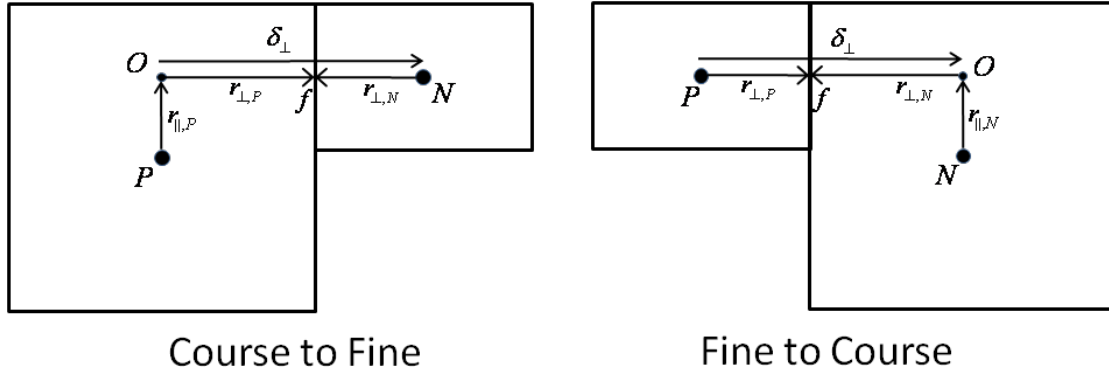 δ⊥ δ⊥
O O
r⊥,P f r⊥,N N P r⊥,P f r⊥,N
r∥,P r∥,N
P N
Course to Fine Fine to Course